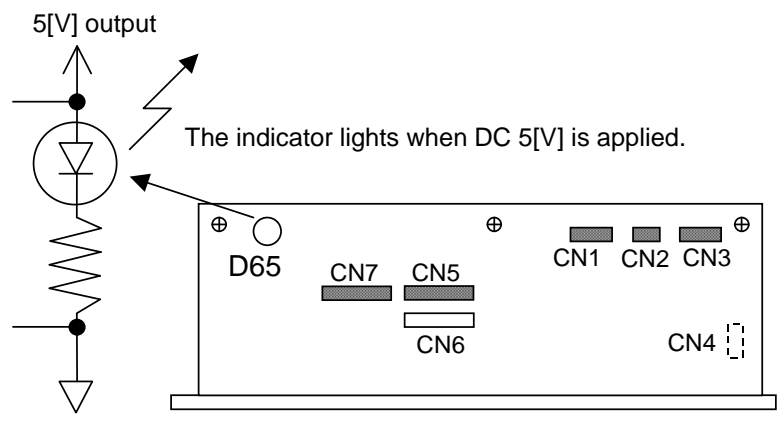 5[V] output
The indicator lights when DC 5[V] is applied.
D65
CN7
CN5
CN6
CN1
CN2
CN3
CN4